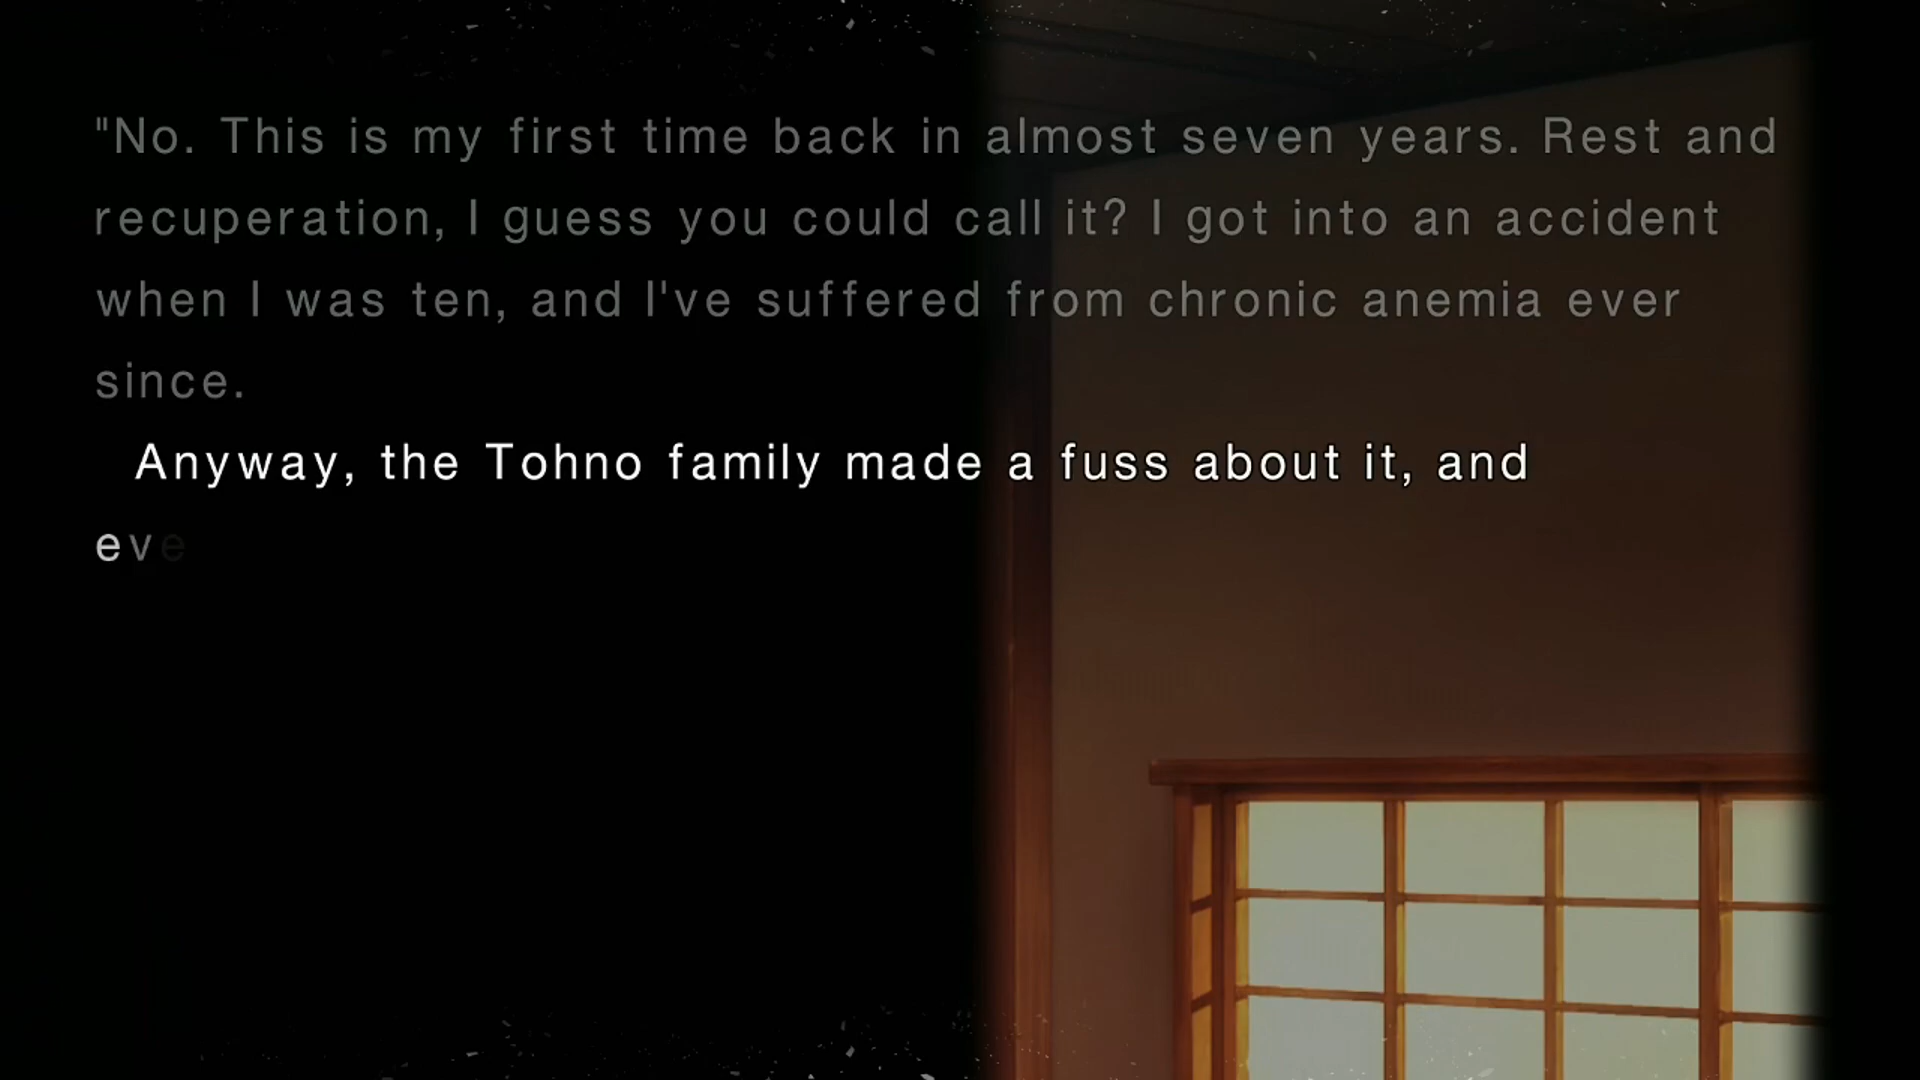 "No. This is my first time back in almost seven years. Rest and
recuperation, I guess you could call it? I got into an accident
when I was ten, and I've suffered from chronic anemia ever
since.
Anyway, the Tohno family made a fuss about it, and
eve